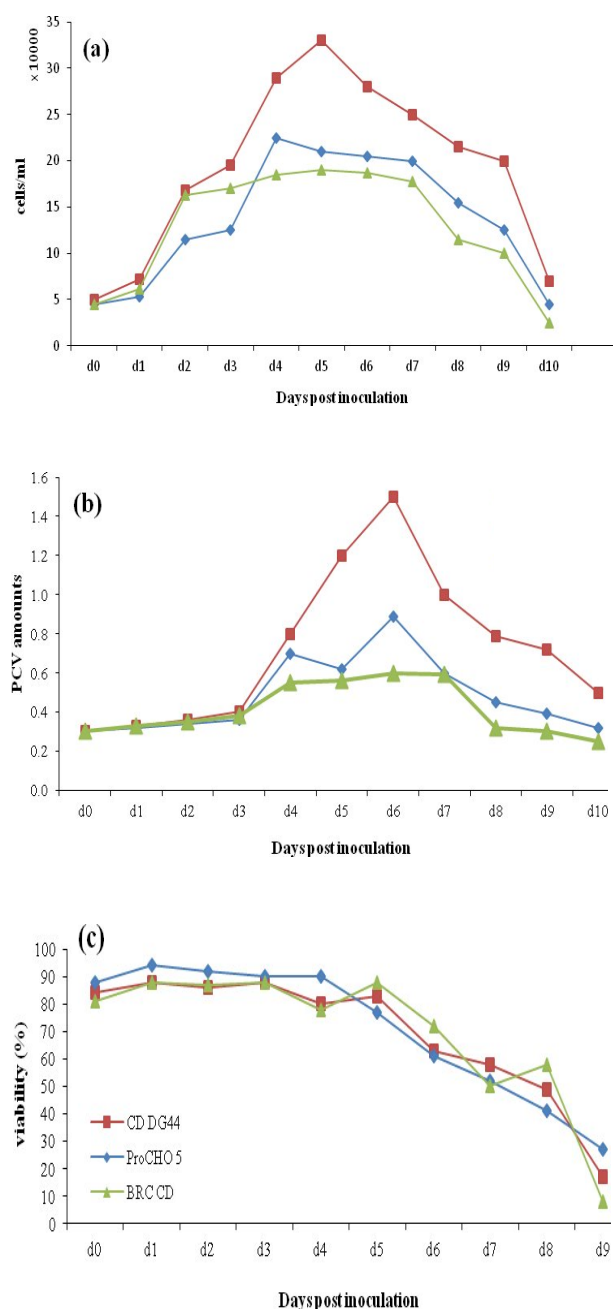 (a)
× 10000
cells/ml
35
30
25
20
15
10
5
0
d0 d1 d2 d3 d4 d5 d6 d7 d8 d9 d10
Days post inoculation
(b)
PCV amounts
1.6
1.4
1.2
1.0
0.8
0.6
0.4
0.2
0.0
d0 d1 d2 d3 d4 d5 d6 d7 d8 d9 d10
Days post inoculation
(c)
viability (%)
100
90
80
70
60
50
40
30
20
10
0
CD DG44
ProCHO 5
BRC CD
d0 d1 d2 d3 d4 d5 d6 d7 d8 d9
Days post inoculation